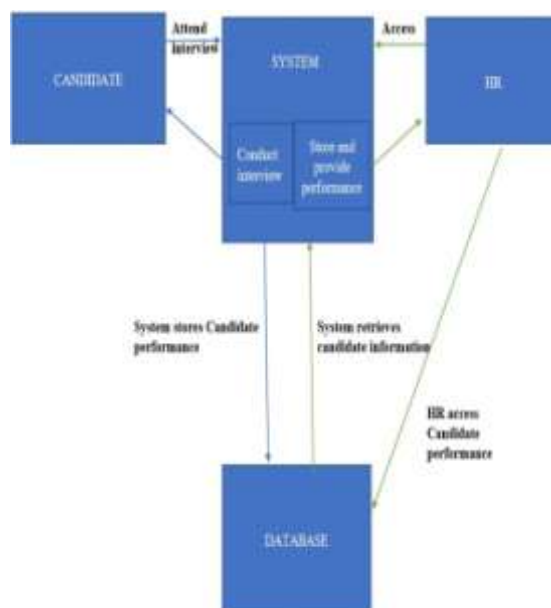 Attend
interview
Access
CANDIDATE
SYSTEM
HR
Conduct
interview
Store and
provide
performance
System stores Candidate
performance
System retrieves
candidate information
HR access
Candidate
performance
DATABASE